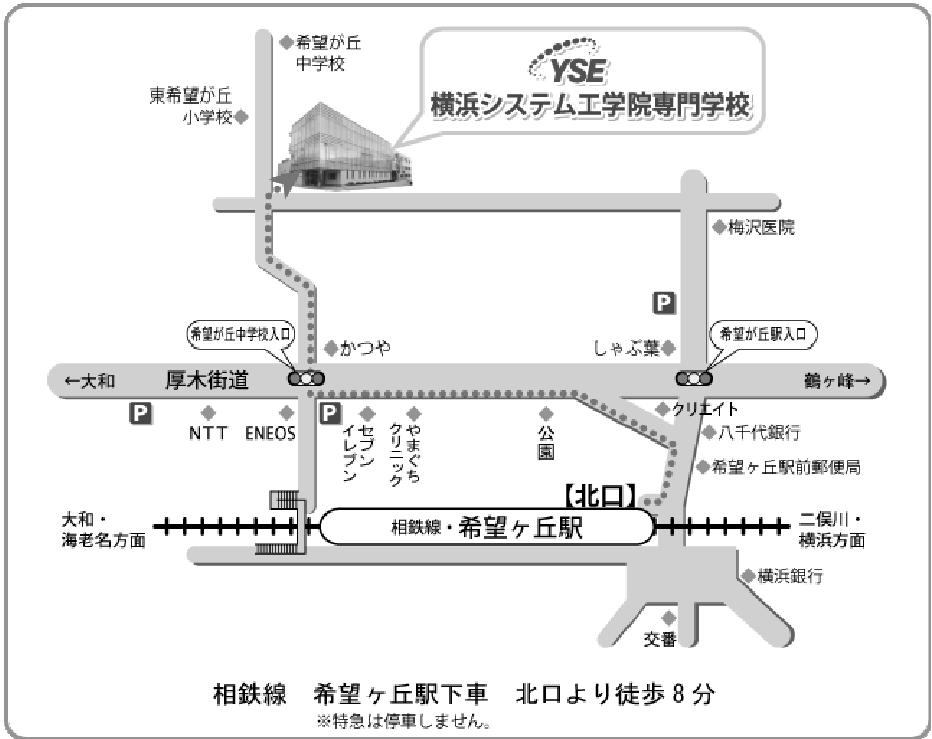 希望が丘
中学校
YSE
横浜システム工学院専門学校
東希望が丘
小学校
梅沢医院
P
希望が丘中学校入口
かつや
しゃぶ葉
希望が丘駅入口
←大和
厚木街道
鶴ヶ峰→
P
NTT
ENEOS
P
セブン
イレブン
やまぐち
クリニック
公園
クリエイト
八千代銀行
希望ヶ丘駅前郵便局
【北口】
大和・
海老名方面
相鉄線・希望ヶ丘駅
二俣川・
横浜方面
横浜銀行
交番
相鉄線 希望ヶ丘駅下車 北口より徒歩8分
※特急は停車しません。